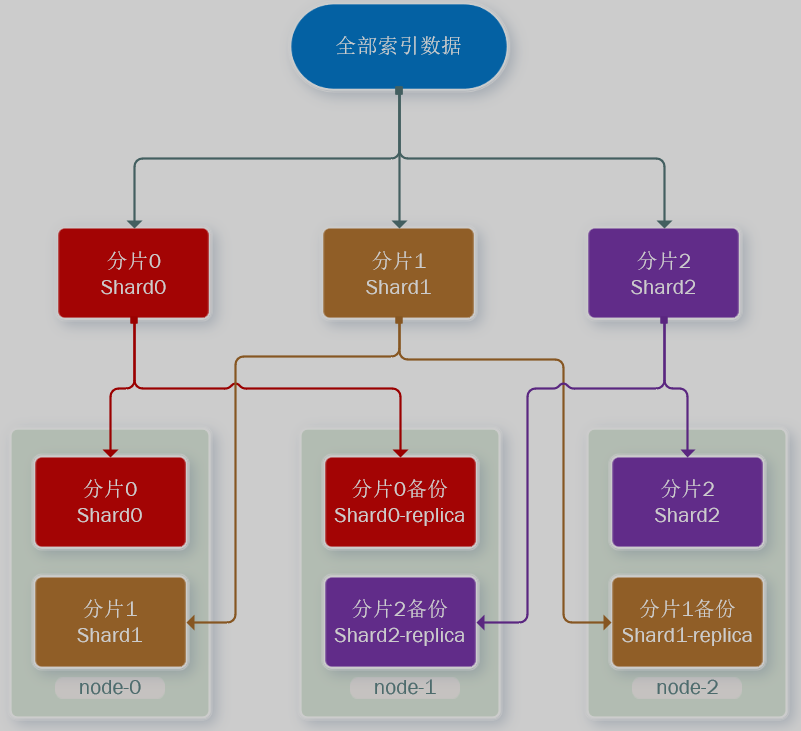 全部索引数据
分片0
Shard0
分片1
Shard1
分片2
Shard2
分片0
Shard0
分片0备份
Shard0-replica
分片2
Shard2
分片1
Shard1
分片2备份
Shard2-replica
分片1备份
Shard1-replica
node-0
node-1
node-2